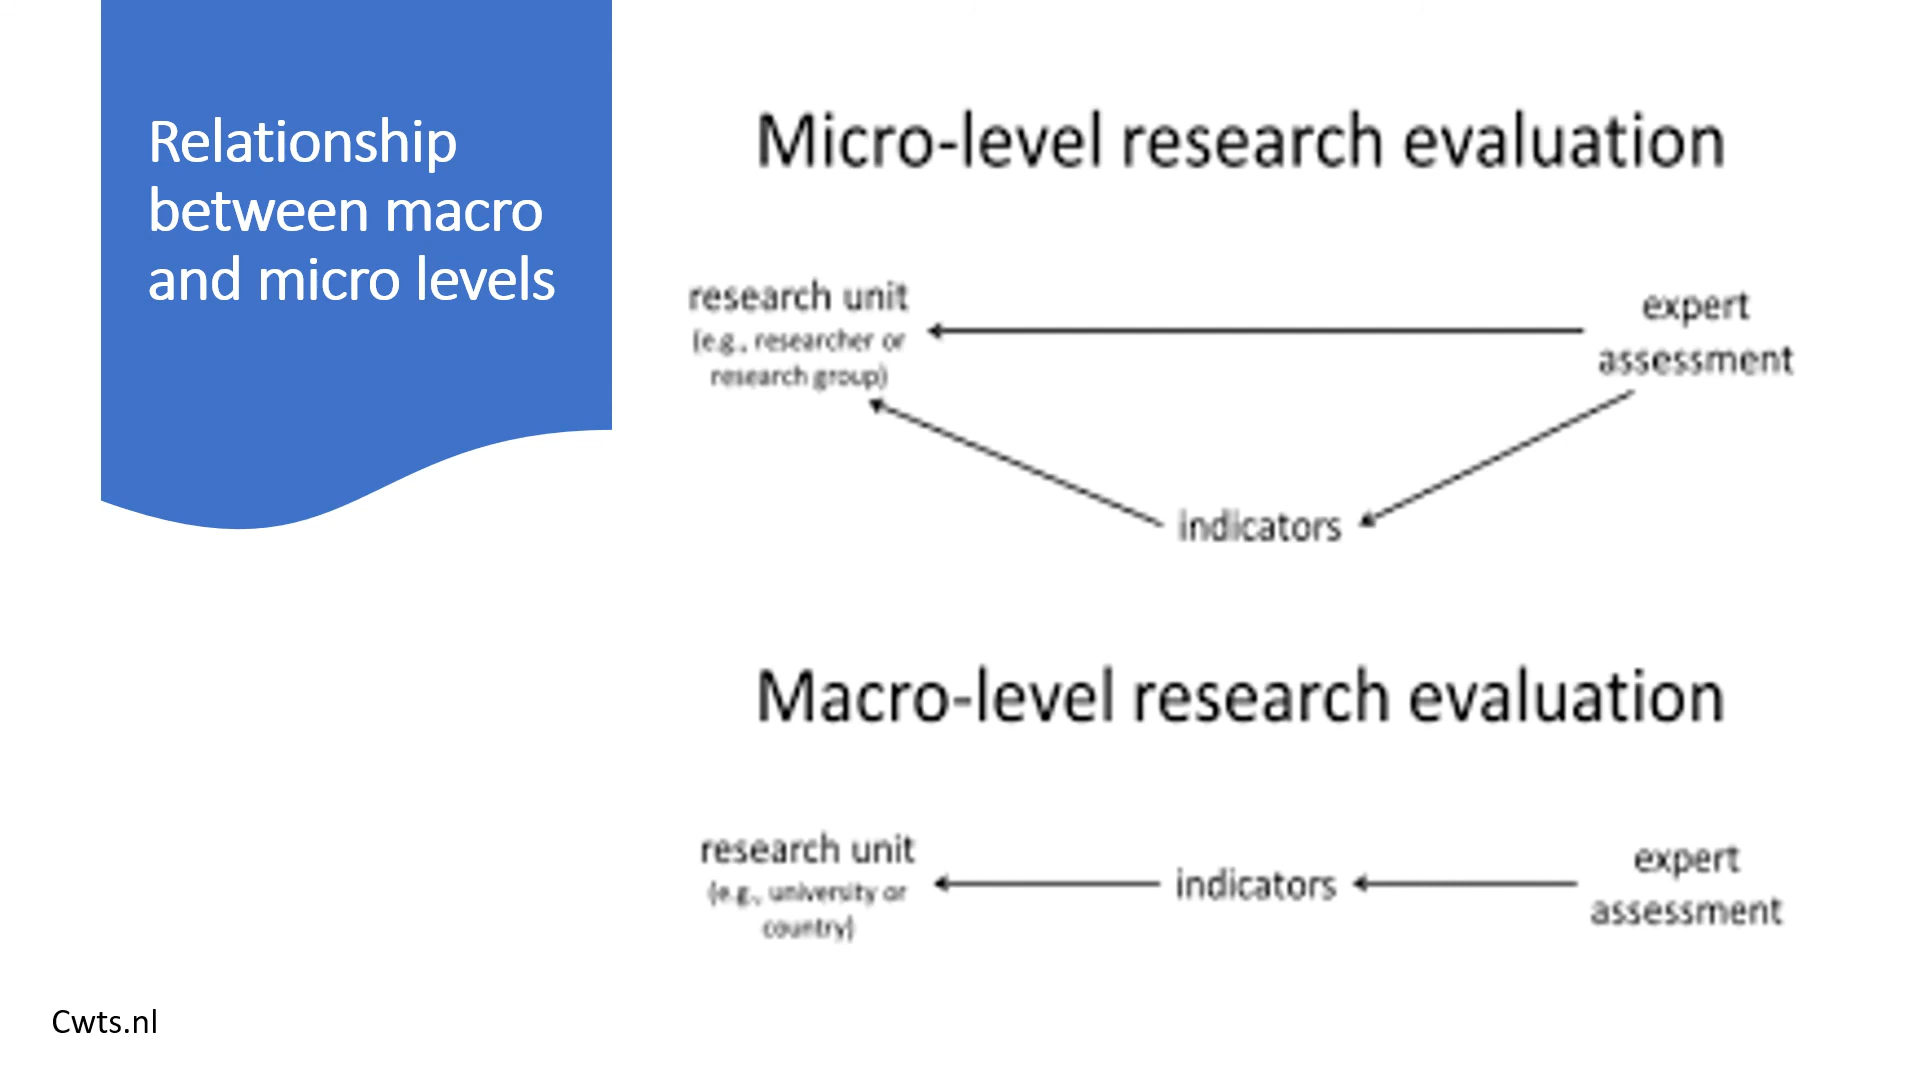 Relationship
between macro
and micro levels
Micro-level research evaluation
research unit
(e.g., researcher or
research group)
expert
assessment
indicators
Macro-level research evaluation
research unit
(e.g., university or
country)
indicators
expert
assessment
Cwts.nl